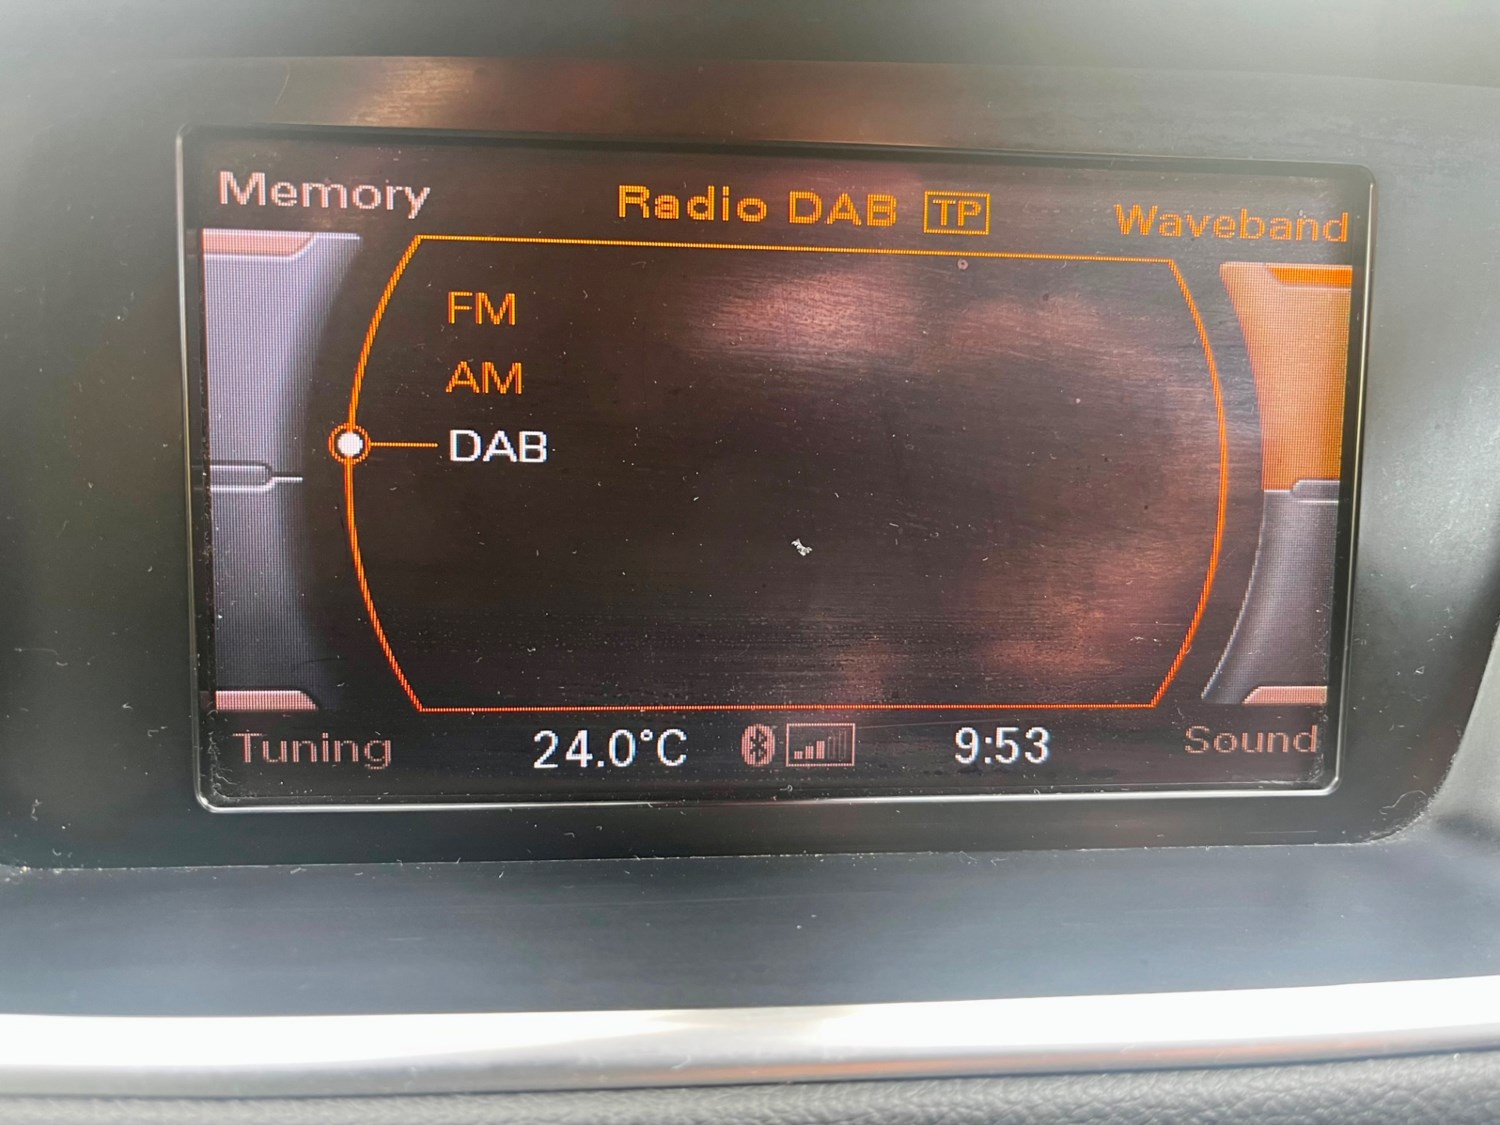 Memory
Radio DAB TP
Waveband
FM
AM
DAB
Tuning
24.0°C
9:53
Sound